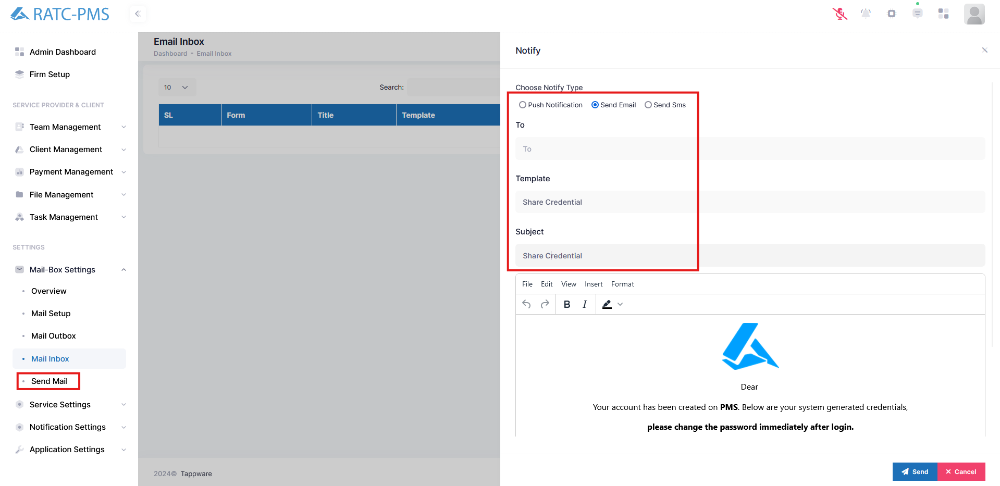 RATC-PMS
Admin Dashboard
Firm Setup
SERVICE PROVIDER & CLIENT
Team Management
Client Management
Payment Management
File Management
Task Management
SETTINGS
Mail-Box Settings
Overview
Mail Setup
Mail Outbox
Mail Inbox
Send Mail
Service Settings
Notification Settings
Application Settings
Email Inbox
Dashboard - Email Inbox
10 Search:
SL Form Title Template
2024© Tappware
Notify
Choose Notify Type
Push Notification Send Email Send Sms
To
To
Template
Share Credential
Subject
Share Credential
File Edit View Insert Format
B I
Dear
Your account has been created on PMS. Below are your system generated credentials,
please change the password immediately after login.
Send Cancel